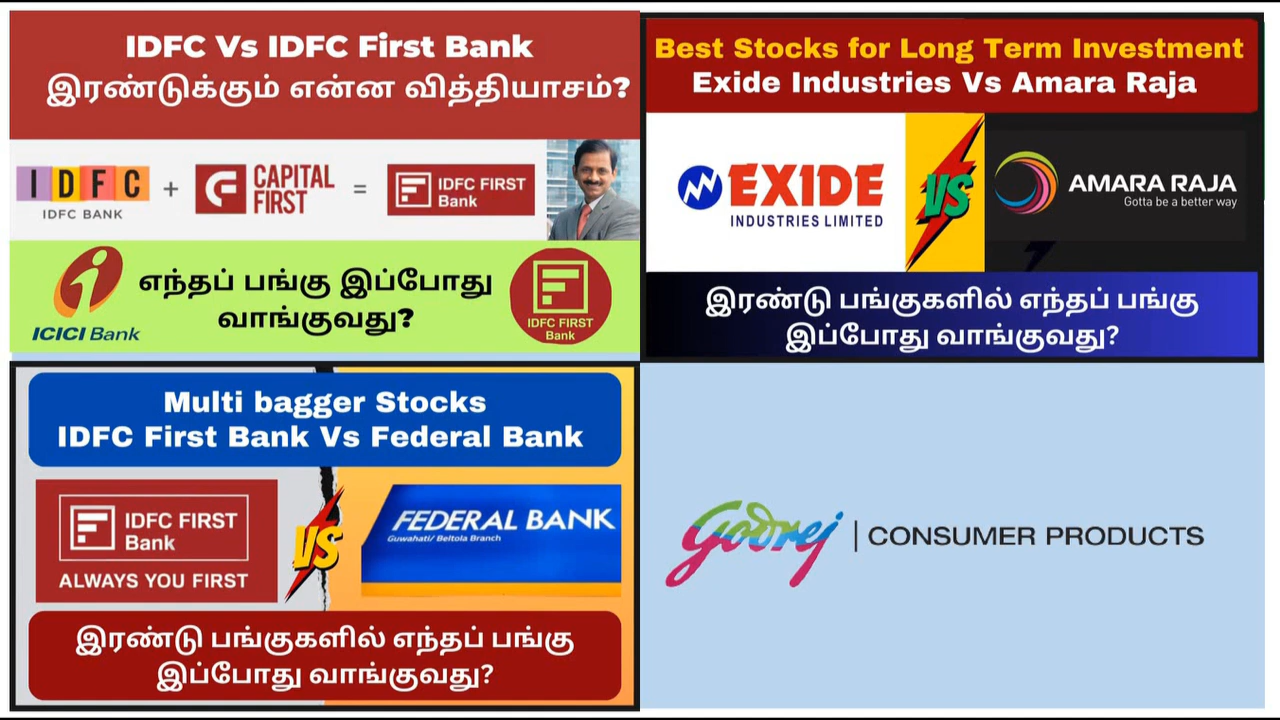 IDFC Vs IDFC First Bank
இரண்டுக்கும் என்ன வித்தியாசம்?
IDFC
IDFC BANK
+
CAPITAL
FIRST
=
IDFC FIRST
Bank
ICICI Bank
எந்தப் பங்கு இப்போது
வாங்குவது?
IDFC FIRST
Bank
Best Stocks for Long Term Investment
Exide Industries Vs Amara Raja
EXIDE
INDUSTRIES LIMITED
VS
AMARA RAJA
Gotta be a better way
இரண்டு பங்குகளில் எந்தப் பங்கு
இப்போது வாங்குவது?
Multi bagger Stocks
IDFC First Bank Vs Federal Bank
IDFC FIRST
Bank
ALWAYS YOU FIRST
VS
FEDERAL BANK
Guwahati/ Beltola Branch
இரண்டு பங்குகளில் எந்தப் பங்கு
இப்போது வாங்குவது?
Godrej | CONSUMER PRODUCTS